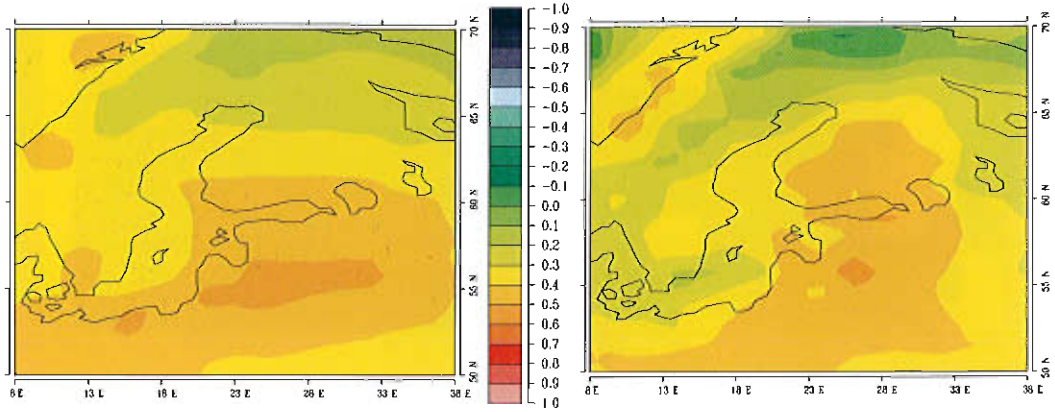 70 N
65 N
60 N
55 N
50 N
8 E
13 E
18 E
23 E
28 E
33 E
38 E
-1.0
-0.9
-0.8
-0.7
-0.6
-0.5
-0.4
-0.3
-0.2
-0.1
0.0
0.1
0.2
0.3
0.4
0.5
0.6
0.7
0.8
0.9
1.0
70 N
65 N
60 N
55 N
50 N
8 E
13 E
18 E
23 E
28 E
33 E
38 E